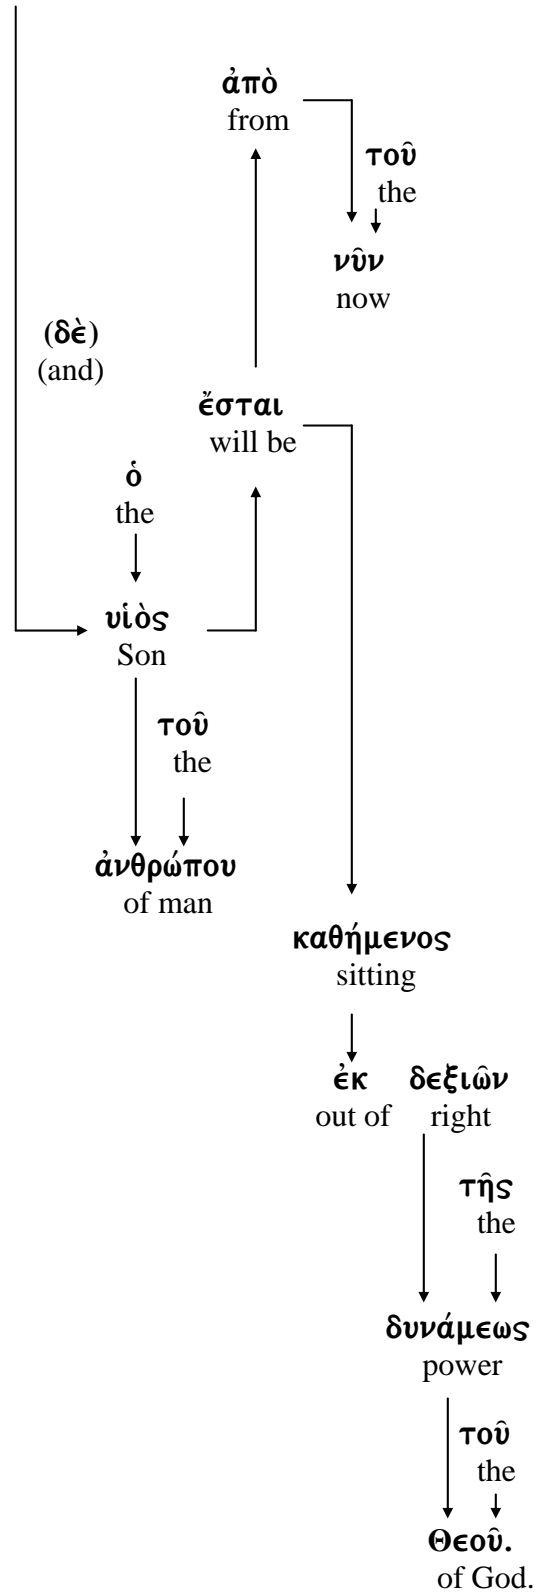 ἀπὸ
from
τοῦ
the
νῦν
now
(δὲ)
(and)
ἔσται
will be
ὁ
the
υἱὸς
Son
τοῦ
the
ἀνθρώπου
of man
καθήμενος
sitting
ἐκ δεξιῶν
out of right
τῆς
the
δυνάμεως
power
τοῦ
the
Θεοῦ.
of God.